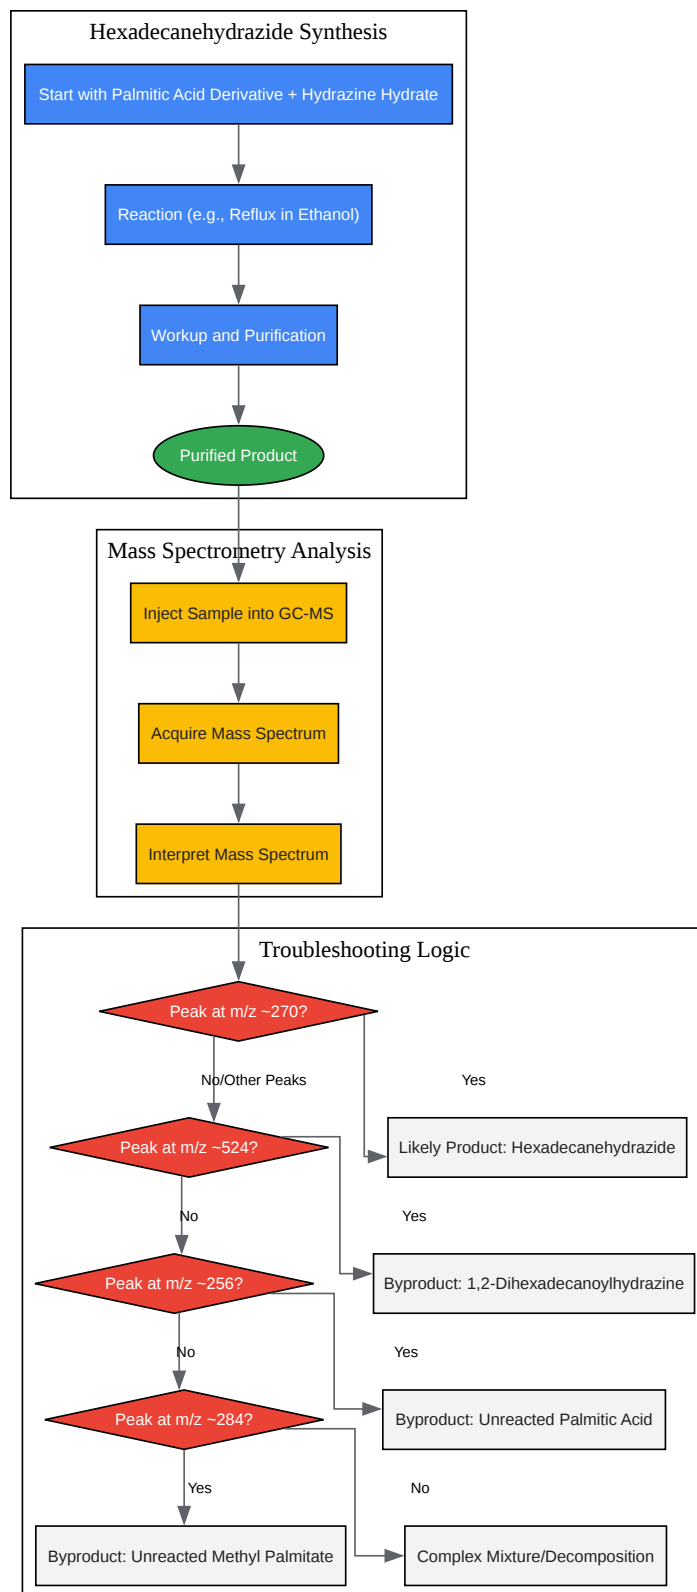 Hexadecanehydrazide Synthesis
Start with Palmitic Acid Derivative + Hydrazine Hydrate
Reaction (e.g., Reflux in Ethanol)
Workup and Purification
Purified Product
Mass Spectrometry Analysis
Inject Sample into GC-MS
Acquire Mass Spectrum
Interpret Mass Spectrum
Troubleshooting Logic
Peak at m/z ~270?
No/Other Peaks
Yes
Peak at m/z ~524?
Likely Product: Hexadecanehydrazide
No
Yes
Peak at m/z ~256?
Byproduct: 1,2-Dihexadecanoylhydrazine
No
Yes
Peak at m/z ~284?
Byproduct: Unreacted Palmitic Acid
Yes
No
Byproduct: Unreacted Methyl Palmitate
Complex Mixture/Decomposition